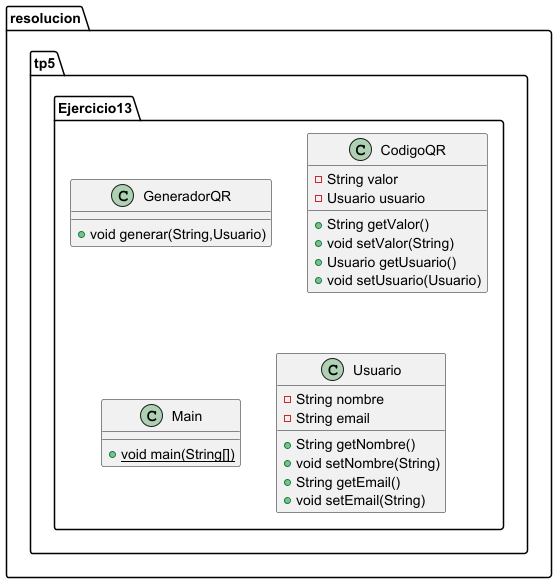 resolucion
tp5
Ejercicio13
C GeneradorQR
void generar(String,Usuario)
C CodigoQR
String valor
Usuario usuario
String getValor()
void setValor(String)
Usuario getUsuario()
void setUsuario(Usuario)
C Main
void main(String[])
C Usuario
String nombre
String email
String getNombre()
void setNombre(String)
String getEmail()
void setEmail(String)